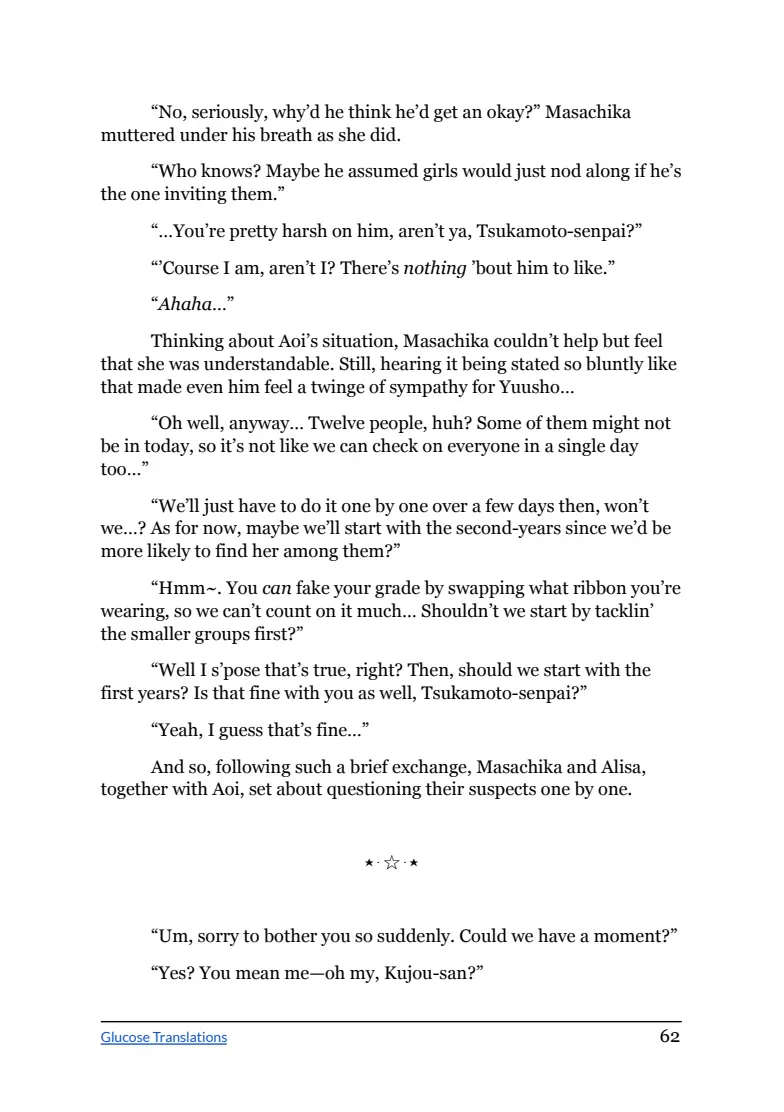 “No, seriously, why’d he think he’d get an okay?” Masachika
muttered under his breath as she did.
“Who knows? Maybe he assumed girls would just nod along if he’s
the one inviting them.”
“…You’re pretty harsh on him, aren’t ya, Tsukamoto-senpai?”
“’Course I am, aren’t I? There’s nothing ’bout him to like.”
“Ahaha…”
Thinking about Aoi’s situation, Masachika couldn’t help but feel
that she was understandable. Still, hearing it being stated so bluntly like
that made even him feel a twinge of sympathy for Yuusho…
“Oh well, anyway… Twelve people, huh? Some of them might not
be in today, so it’s not like we can check on everyone in a single day
too…”
“We’ll just have to do it one by one over a few days then, won’t
we…? As for now, maybe we’ll start with the second-years since we’d be
more likely to find her among them?”
“Hmm~. You can fake your grade by swapping what ribbon you’re
wearing, so we can’t count on it much… Shouldn’t we start by tacklin’
the smaller groups first?”
“Well I s’pose that’s true, right? Then, should we start with the
first years? Is that fine with you as well, Tsukamoto-senpai?”
“Yeah, I guess that’s fine…”
And so, following such a brief exchange, Masachika and Alisa,
together with Aoi, set about questioning their suspects one by one.
⋆·☆·⋆
“Um, sorry to bother you so suddenly. Could we have a moment?”
“Yes? You mean me—oh my, Kujou-san?”
Glucose Translations 62